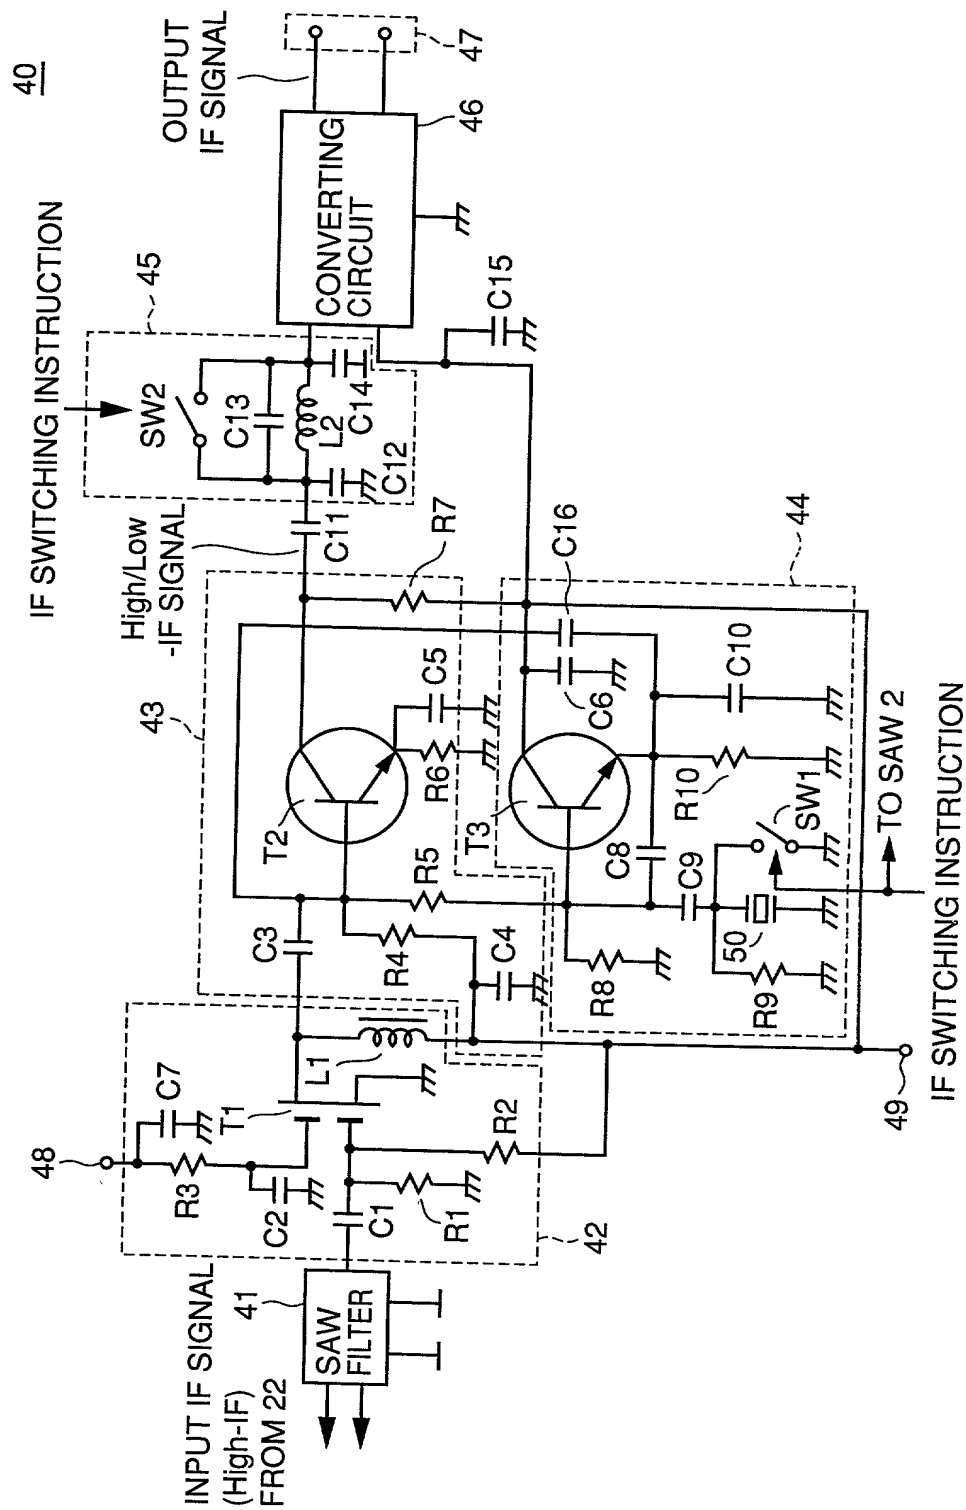 40
IF SWITCHING INSTRUCTION
OUTPUT
IF SIGNAL
47
46
CONVERTING
CIRCUIT
C15
45
SW2
C13
L2
C14
C12
High/Low
-IF SIGNAL
C11
R7
C16
44
43
T2
C5
R6
C6
C10
T3
R10
SW1
C8
C9
TO SAW 2
R5
C3
R4
C4
R8
50
R9
IF SWITCHING INSTRUCTION
49
L1
48
C7
T1
R3
R2
C2
C1
R1
42
INPUT IF SIGNAL
(High-IF)
FROM 22
41
SAW
FILTER